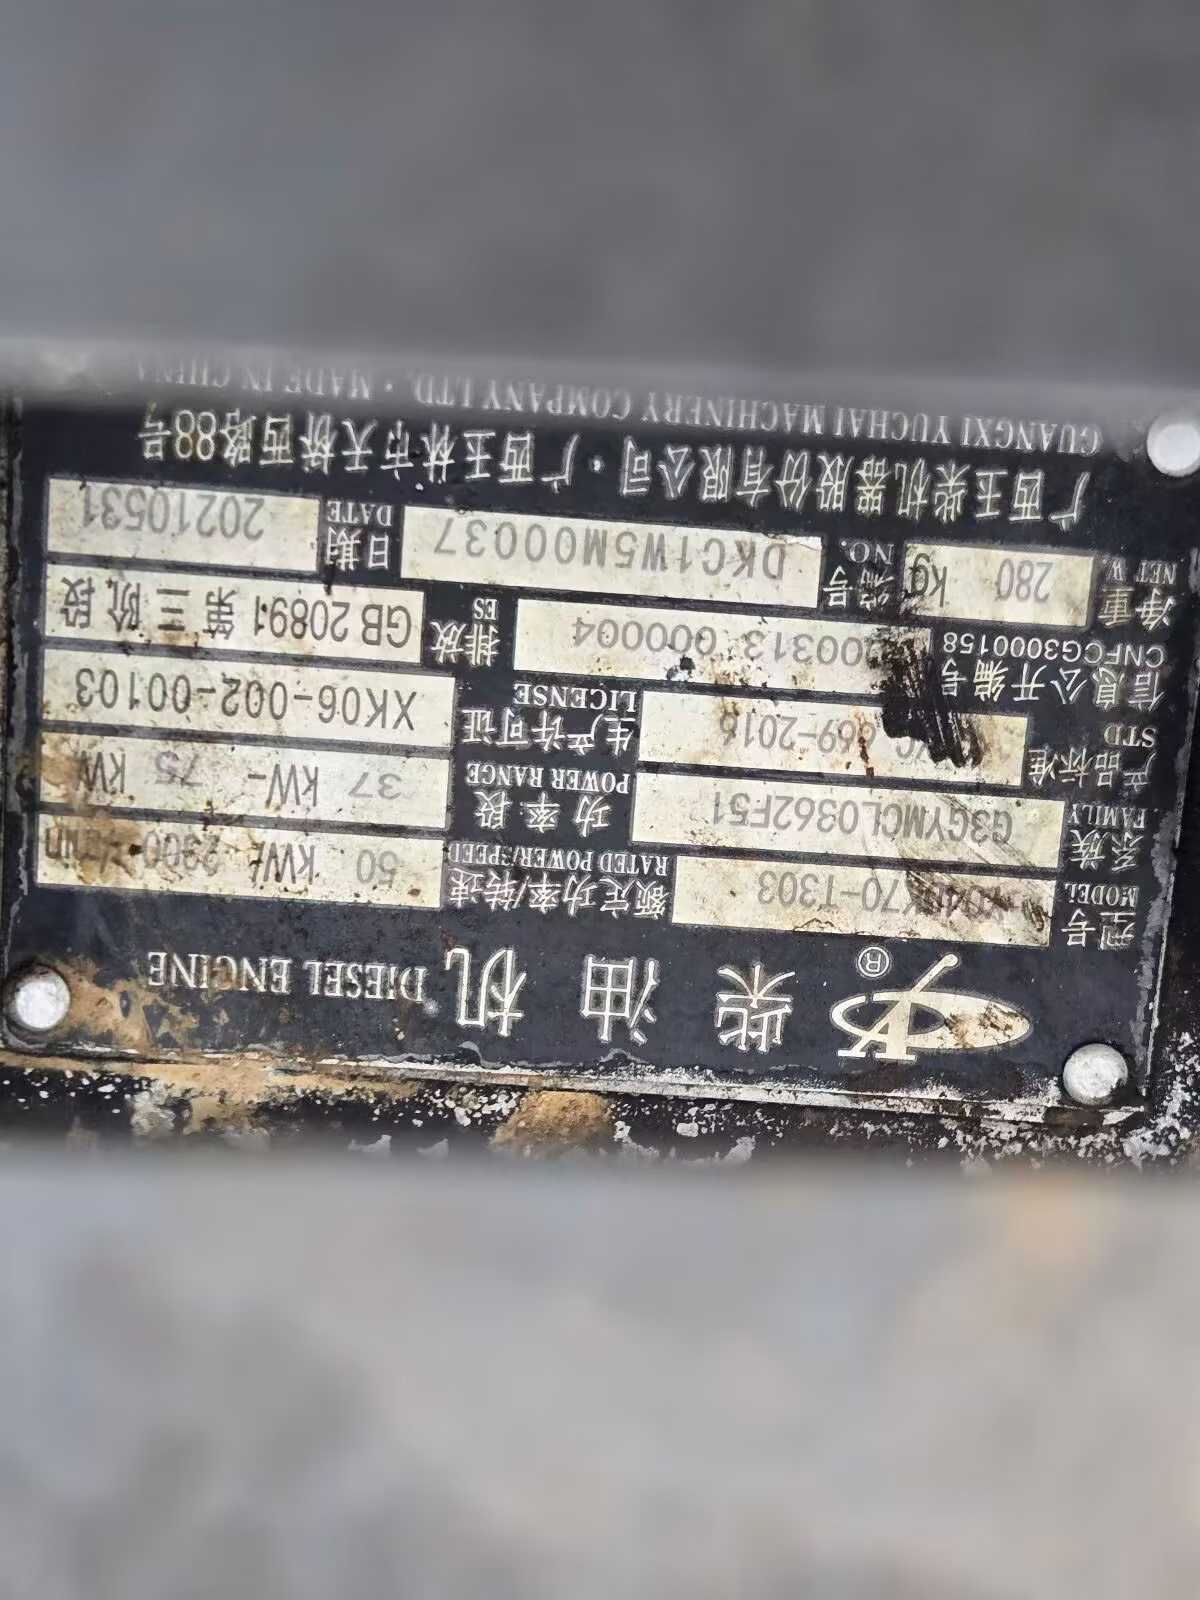 柴油机 DIESEL ENGINE
型号 MODEL 70-T303 额定功率/转速 RATED POWER/SPEED 50 kW/ 2300
系族 FAMILY G3GYMCL0362F51 功率段 POWER RANGE 37 kW- 75 kW
产品标准 STD 669-2016 生产许可证 LICENSE XK06-002-00103
信息公开编号 CNFCG3000158 00313 G00004 排放 ES GB 20891 第三阶段
净重 NET W. 280 kg 编号 NO. DKC1W5M00037 日期 DATE 20210531
广西玉柴机器股份有限公司·广西玉林市天桥西路88号
GUANGXI YUCHAI MACHINERY COMPANY LTD. · MADE IN CHINA